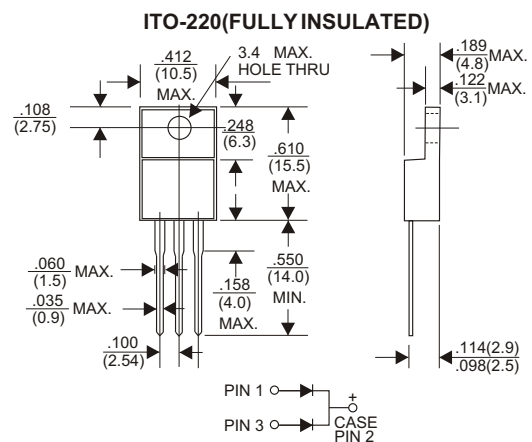 ITO-220(FULLY INSULATED)
.412
(10.5)
MAX.
3.4 MAX.
HOLE THRU
.189
(4.8)
MAX.
.122
(3.1)
MAX.
.108
(2.75)
.248
(6.3)
.610
(15.5)
MAX.
.060
(1.5)
MAX.
.035
(0.9)
MAX.
.158
(4.0)
MAX.
.550
(14.0)
MIN.
.100
(2.54)
.114(2.9)
.098(2.5)
PIN 1
+
PIN 3
CASE
PIN 2